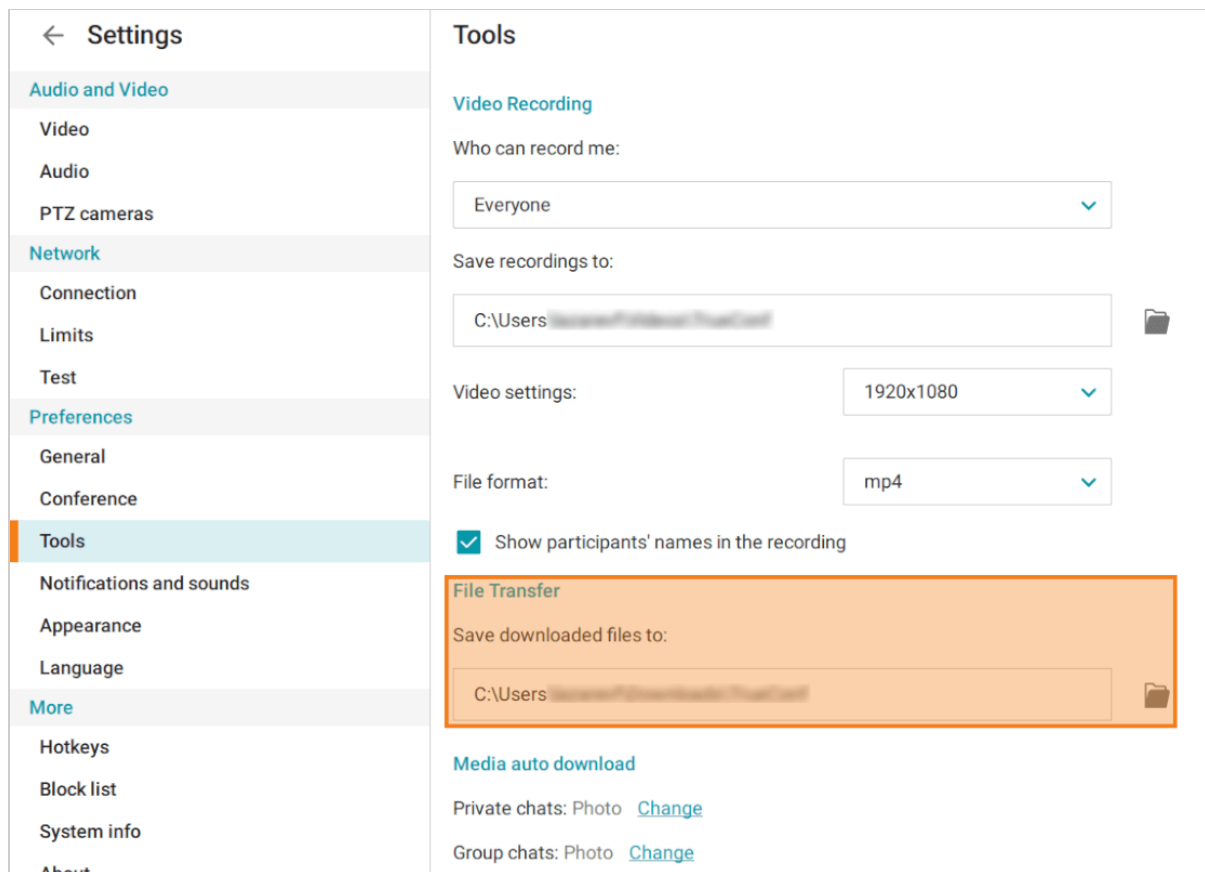 Settings
Audio and Video
Video
Audio
PTZ cameras
Network
Connection
Limits
Test
Preferences
General
Conference
Tools
Notifications and sounds
Appearance
Language
More
Hotkeys
Block list
System info
About
Tools
Video Recording
Who can record me:
Everyone
Save recordings to:
C:\Users
Video settings:
1920x1080
File format:
mp4
Show participants' names in the recording
File Transfer
Save downloaded files to:
C:\Users
Media auto download
Private chats: Photo Change
Group chats: Photo Change